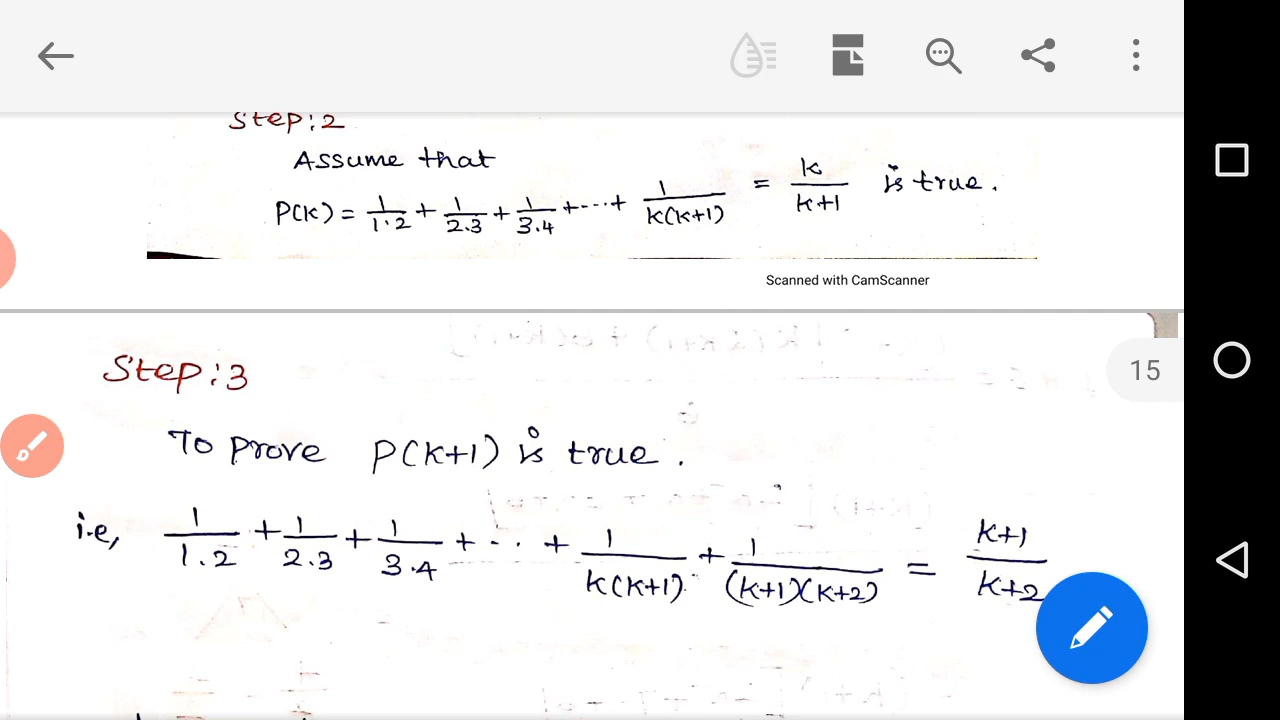 Step:2
Assume that
P(k) = 1/1.2 + 1/2.3 + 1/3.4 + ... + 1/k(k+1) = k/k+1 is true.
Scanned with CamScanner
15
Step:3
To prove P(k+1) is true.
i.e, 1/1.2 + 1/2.3 + 1/3.4 + ... + 1/k(k+1) + 1/(k+1)(k+2) = k+1/k+2